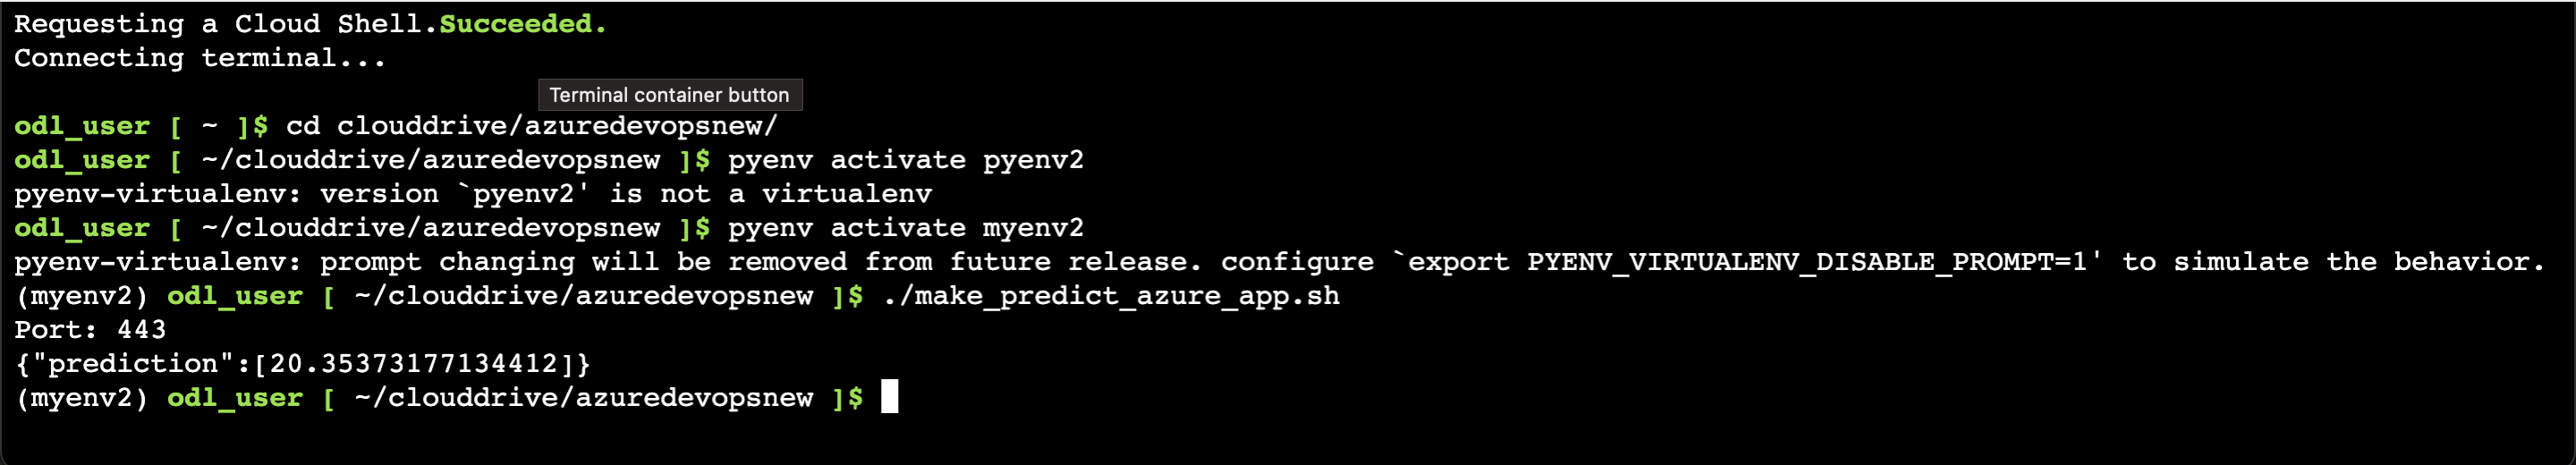 Requesting a Cloud Shell.Succeeded.
Connecting terminal...
Terminal container button
odl_user [ ~ ]$ cd clouddrive/azuredevopsnew/
odl_user [ ~/clouddrive/azuredevopsnew ]$ pyenv activate pyenv2
pyenv-virtualenv: version `pyenv2' is not a virtualenv
odl_user [ ~/clouddrive/azuredevopsnew ]$ pyenv activate myenv2
pyenv-virtualenv: prompt changing will be removed from future release. configure `export PYENV_VIRTUALENV_DISABLE_PROMPT=1' to simulate the behavior.
(myenv2) odl_user [ ~/clouddrive/azuredevopsnew ]$ ./make_predict_azure_app.sh
Port: 443
{"prediction":[20.35373177134412]}
(myenv2) odl_user [ ~/clouddrive/azuredevopsnew ]$